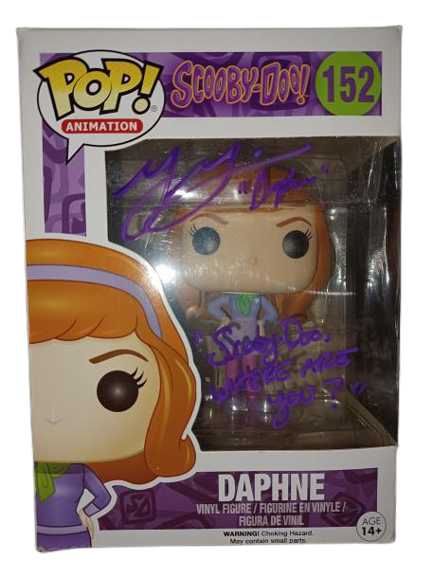 POP!
ANIMATION
SCOOBY-DOO!
152
"Daphne"
"Scooby-Doo,
WHERE ARE
YOU?"
DAPHNE
VINYL FIGURE / FIGURINE EN VINYLE /
FIGURA DE VINIL
WARNING! Choking Hazard.
May contain small parts.
AGE
14+